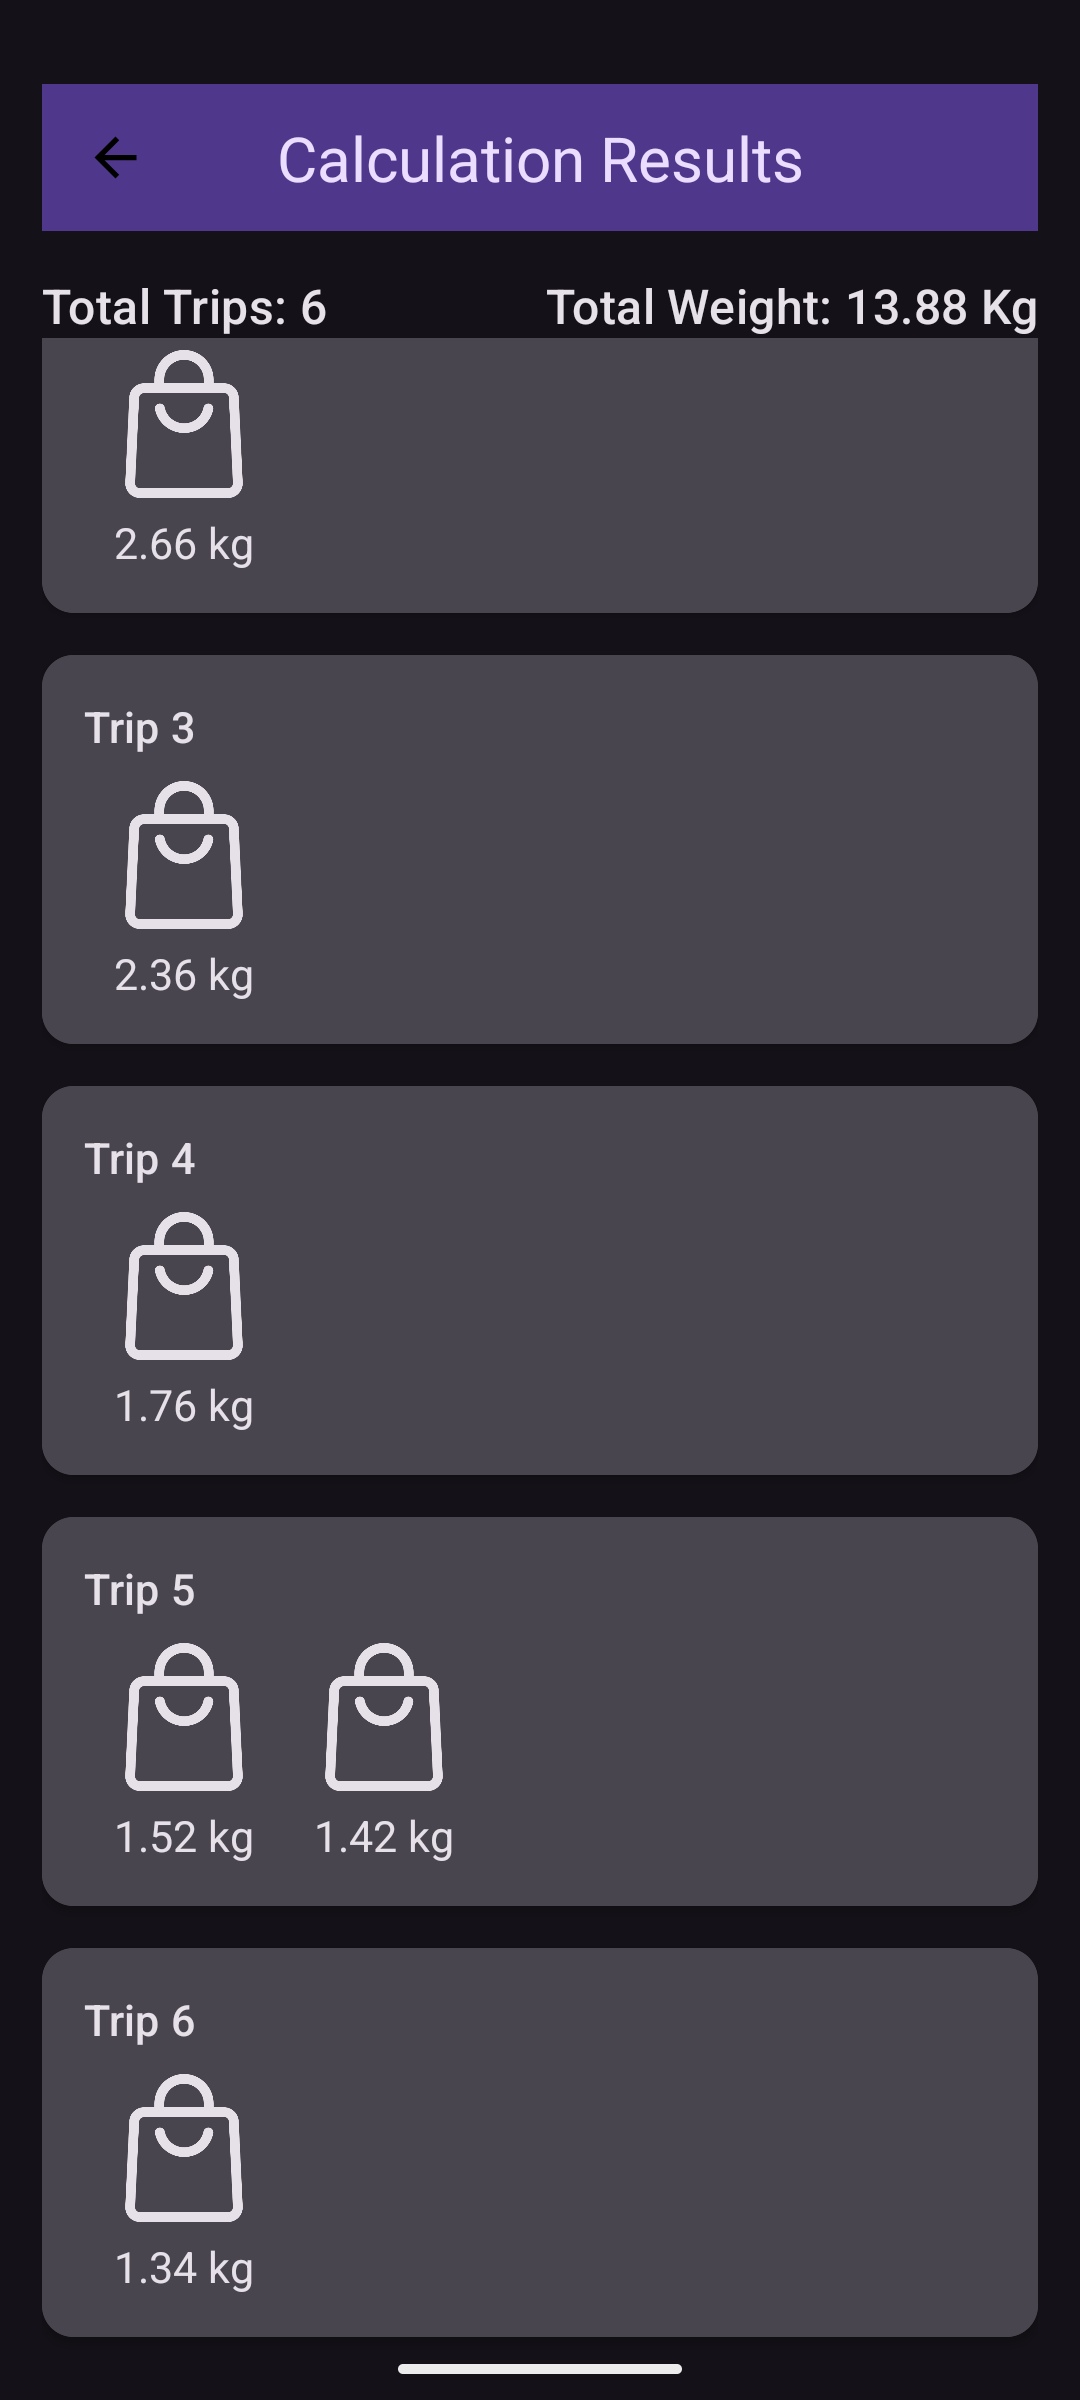 Calculation Results
Total Trips: 6 Total Weight: 13.88 Kg
2.66 kg
Trip 3
2.36 kg
Trip 4
1.76 kg
Trip 5
1.52 kg 1.42 kg
Trip 6
1.34 kg